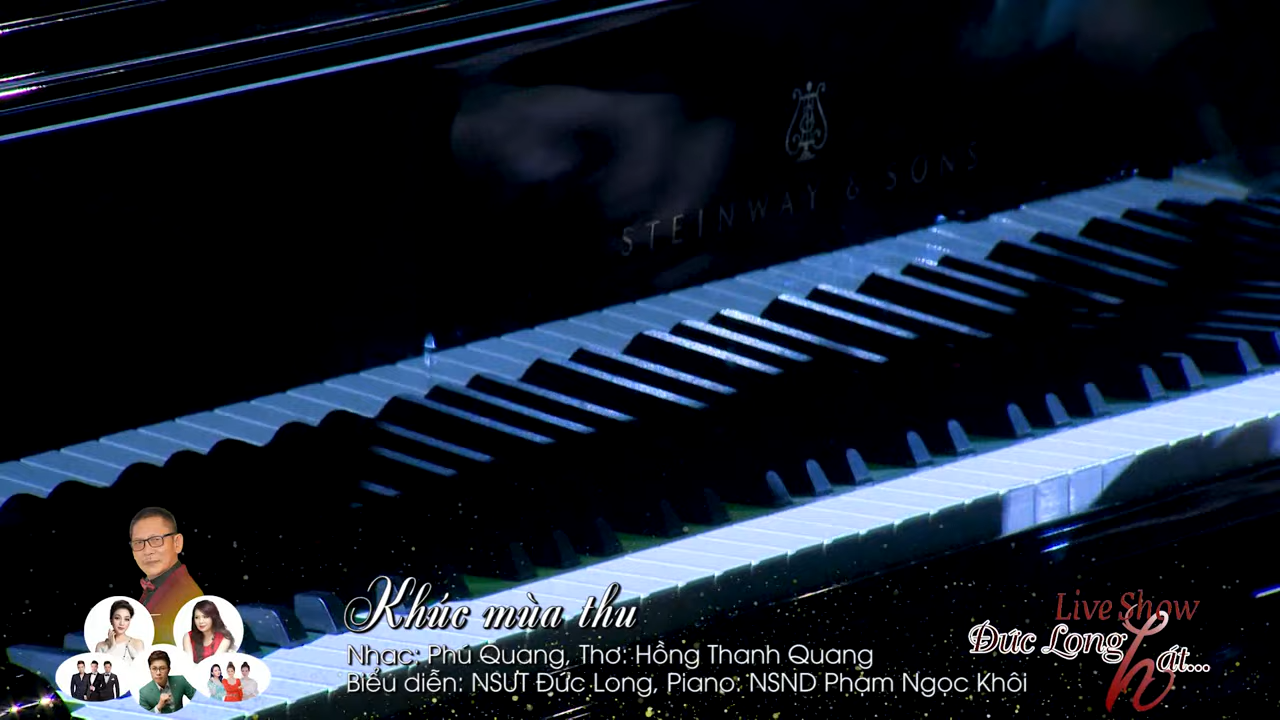 STEINWAY & SONS
Khúc mùa thu
Nhạc: Phú Quang, Thơ: Hồng Thanh Quang
Biểu diễn: NSƯT Đức Long, Piano: NSND Phạm Ngọc Khôi
Live Show
Đức Long hát...